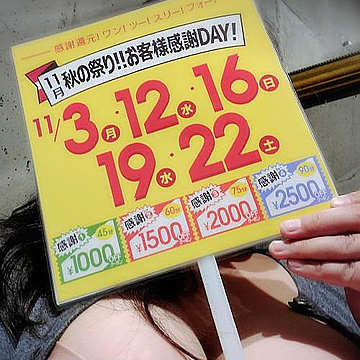 感謝還元!ワン!ツー!スリー!フォー!
11月 秋の祭り!!お客様感謝DAY!
11/3月・12水・16日
19水・22土
感謝1 45分 ¥1000
感謝2 60分 ¥1500
感謝3 75分 ¥2000
感謝4 90分 ¥2500